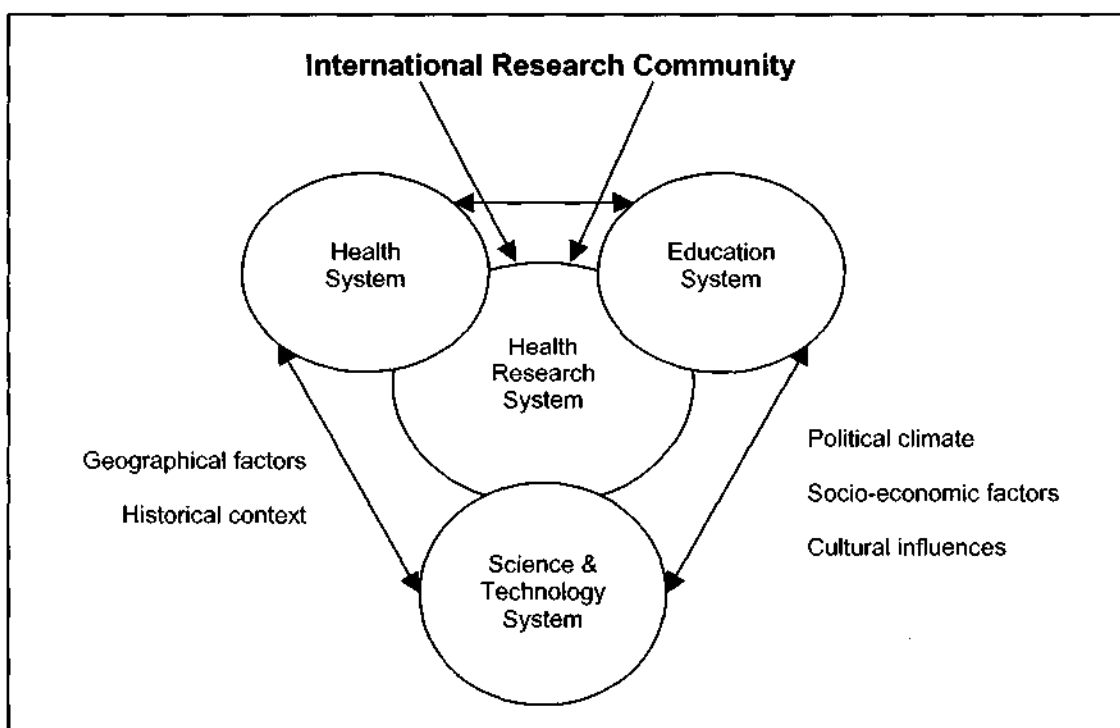 International Research Community
Health
System
Education
System
Health
Research
System
Geographical factors
Historical context
Political climate
Socio-economic factors
Cultural influences
Science &
Technology
System